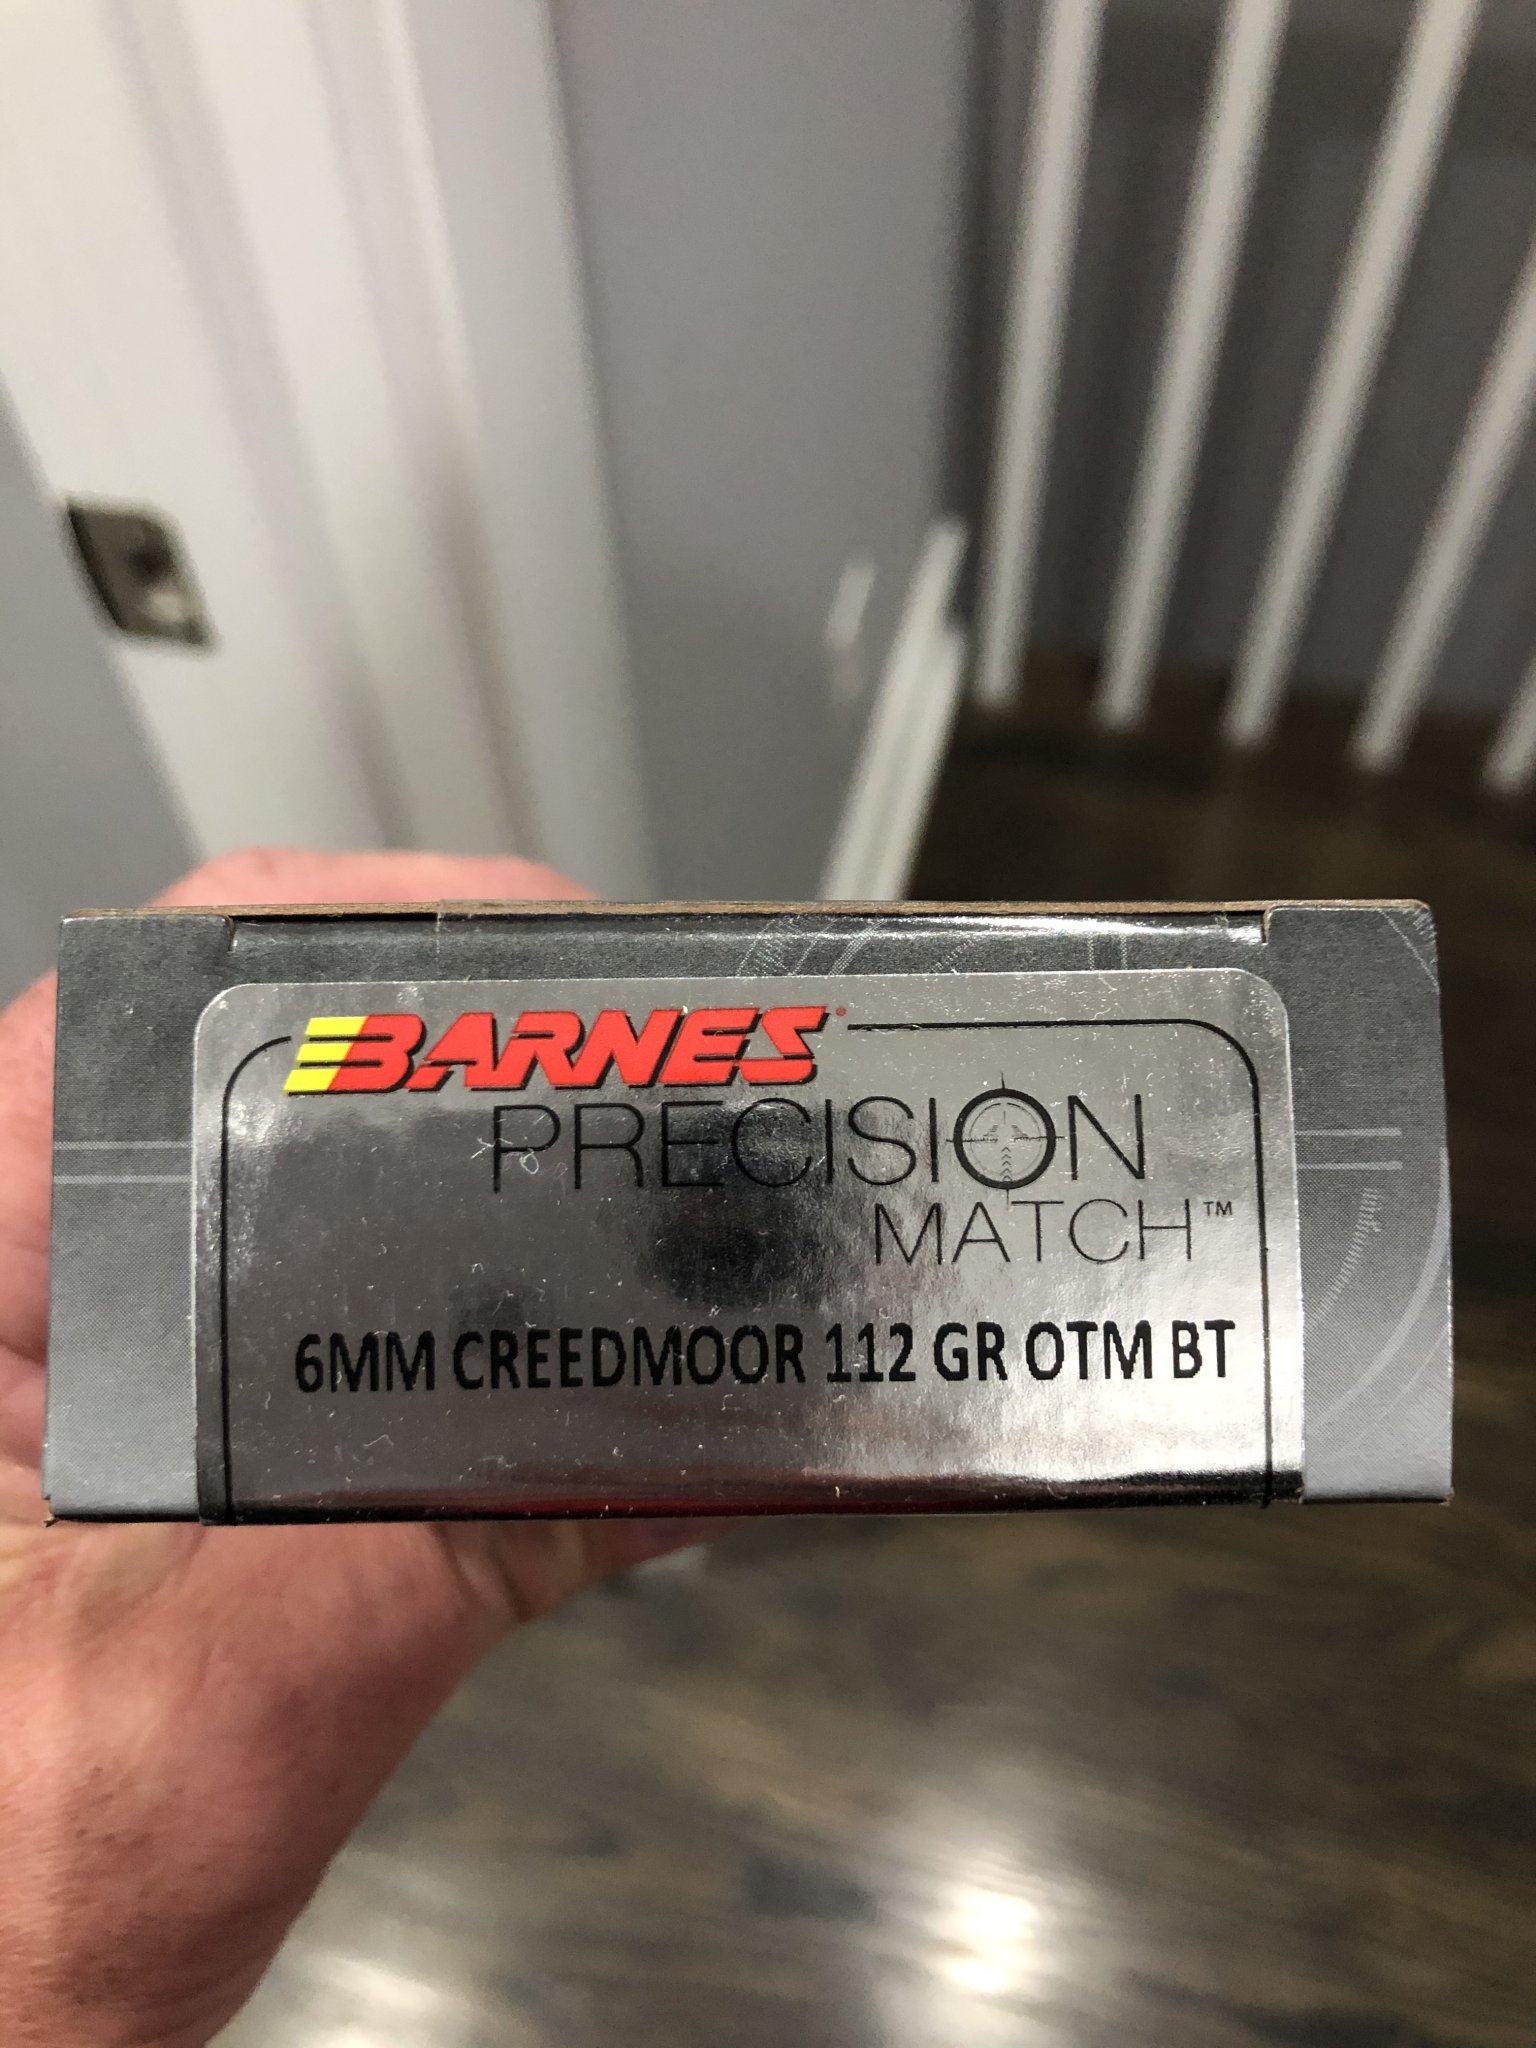 BARNES
PRECISION
MATCH™
6MM CREEDMOOR 112 GR OTM BT